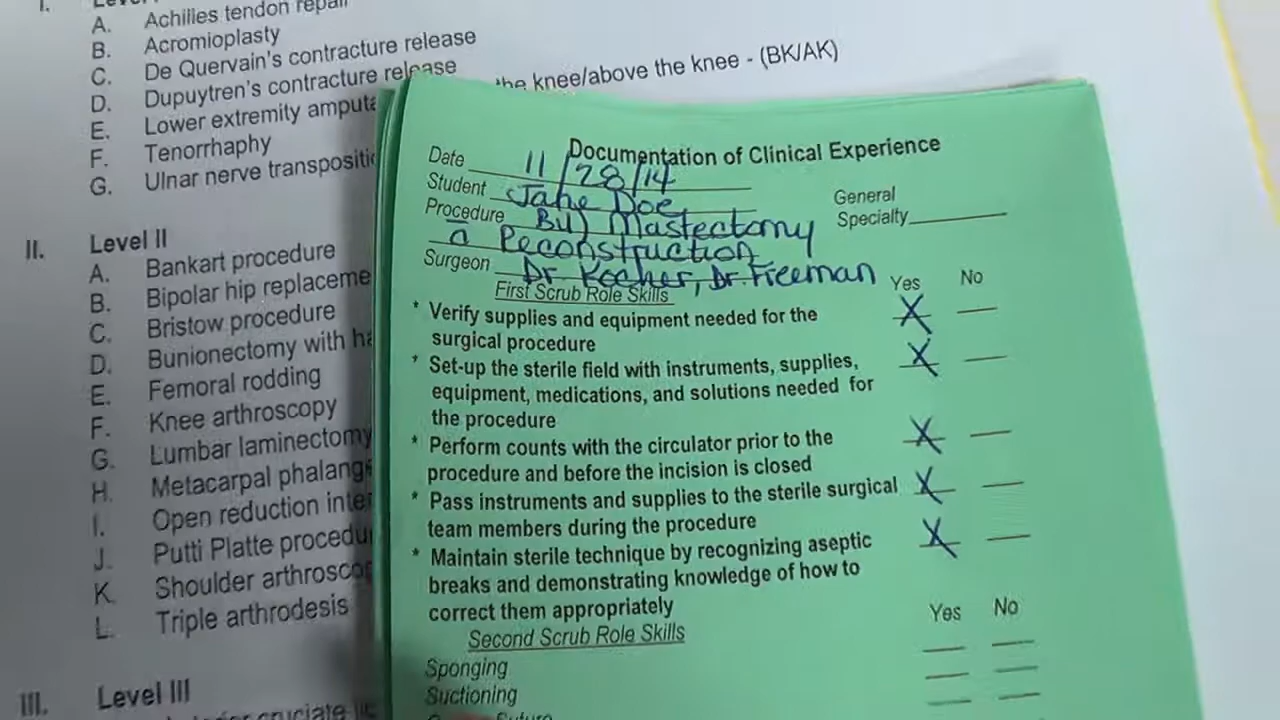 I.
A. Achilles tendon repair
B. Acromioplasty
C. De Quervain's contracture release
D. Dupuytren's contracture release
E. Lower extremity the knee/above the knee - (BK/AK)
F. Tenorrhaphy
G. Ulnar nerve
II. Level II
A. Bankart procedure
B. Bipolar hip
C. Bristow procedure
D. Bunionectomy with
E. Femoral rodding
F. Knee arthroscopy
G. Lumbar laminectomy
H. Metacarpal
I. Open reduction
J. Putti Platte
K. Shoulder
L. Triple arthrodesis
III. Level III
Documentation of Clinical Experience
Date 11/28/14
Student Jane Doe
General
Procedure Bil Mastectomy
Specialty
c̄ Reconstruction
Surgeon Dr. Kocher, Dr. Freeman
First Scrub Role Skills
Yes No
* Verify supplies and equipment needed for the X
surgical procedure
* Set-up the sterile field with instruments, supplies, X
equipment, medications, and solutions needed for
the procedure
* Perform counts with the circulator prior to the X
procedure and before the incision is closed
* Pass instruments and supplies to the sterile surgical X
team members during the procedure
* Maintain sterile technique by recognizing aseptic X
breaks and demonstrating knowledge of how to
correct them appropriately
Second Scrub Role Skills
Yes No
Sponging
Suctioning